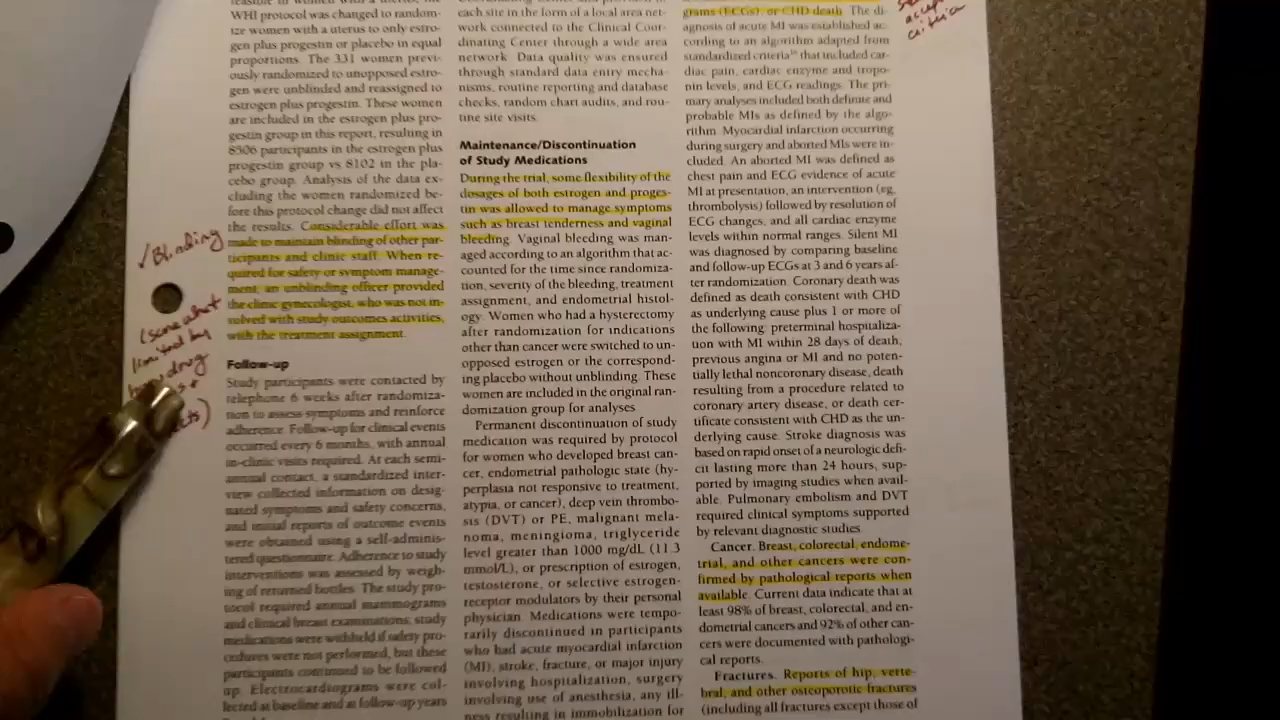 WHI protocol was changed to random-
ize women with a uterus to only estro-
gen plus progestin or placebo in equal
proportions. The 331 women previ-
ously randomized to unopposed estro-
gen were unblinded and reassigned to
estrogen plus progestin. These women
are included in the estrogen plus pro-
gestin group in this report, resulting in
8506 participants in the estrogen plus
progestin group vs 8102 in the pla-
cebo group. Analysis of the data ex-
cluding the women randomized be-
fore this protocol change did not affect
the results. Considerable effort was
made to maintain blinding of other par-
ticipants and clinic staff. When re-
quired for safety or symptom manage-
ment, an unblinding officer provided
the clinic gynecologist, who was not in-
volved with study outcomes activities,
with the treatment assignment.
✓Blinding
(somewhat
limited by
drug
Follow-up
Study participants were contacted by
telephone 6 weeks after randomiza-
tion to assess symptoms and reinforce
adherence. Follow-up for clinical events
occurred every 6 months, with annual
in-clinic visits required. At each semi-
annual contact, a standardized inter-
view collected information on desig-
nated symptoms and safety concerns,
and initial reports of outcome events
were obtained using a self-adminis-
tered questionnaire. Adherence to study
interventions was assessed by weigh-
ing of returned bottles. The study pro-
tocol required annual mammograms
and clinical breast examinations; study
medications were withheld if safety pro-
cedures were not performed, but these
participants continued to be followed
up. Electrocardiograms were col-
lected at baseline and at follow-up years
each site in the form of a local area net-
work connected to the Clinical Coor-
dinating Center through a wide area
network. Data quality was ensured
through standard data entry mecha-
nisms, routine reporting and database
checks, random chart audits, and rou-
tine site visits.
Maintenance/Discontinuation
of Study Medications
During the trial, some flexibility of the
dosages of both estrogen and proges-
tin was allowed to manage symptoms
such as breast tenderness and vaginal
bleeding. Vaginal bleeding was man-
aged according to an algorithm that ac-
counted for the time since randomiza-
tion, severity of the bleeding, treatment
assignment, and endometrial histol-
ogy. Women who had a hysterectomy
after randomization for indications
other than cancer were switched to un-
opposed estrogen or the correspond-
ing placebo without unblinding. These
women are included in the original ran-
domization group for analyses.
Permanent discontinuation of study
medication was required by protocol
for women who developed breast can-
cer, endometrial pathologic state (hy-
perplasia not responsive to treatment,
atypia, or cancer), deep vein thrombo-
sis (DVT) or PE, malignant mela-
noma, meningioma, triglyceride
level greater than 1000 mg/dL (11.3
mmol/L), or prescription of estrogen,
testosterone, or selective estrogen-
receptor modulators by their personal
physician. Medications were tempo-
rarily discontinued in participants
who had acute myocardial infarction
(MI), stroke, fracture, or major injury
involving hospitalization, surgery
involving use of anesthesia, any ill-
ness resulting in immobilization for
grams (ECGs), or CHD death. The di-
agnosis of acute MI was established ac-
cording to an algorithm adapted from
standardized criteria that included car-
diac pain, cardiac enzyme and tropo-
nin levels, and ECG readings. The pri-
mary analyses included both definite and
probable MIs as defined by the algo-
rithm. Myocardial infarction occurring
during surgery and aborted MIs were in-
cluded. An aborted MI was defined as
chest pain and ECG evidence of acute
MI at presentation, an intervention (eg,
thrombolysis) followed by resolution of
ECG changes, and all cardiac enzyme
levels within normal ranges. Silent MI
was diagnosed by comparing baseline
and follow-up ECGs at 3 and 6 years af-
ter randomization. Coronary death was
defined as death consistent with CHD
as underlying cause plus 1 or more of
the following: preterminal hospitaliza-
tion with MI within 28 days of death,
previous angina or MI and no poten-
tially lethal noncoronary disease, death
resulting from a procedure related to
coronary artery disease, or death cer-
tificate consistent with CHD as the un-
derlying cause. Stroke diagnosis was
based on rapid onset of a neurologic defi-
cit lasting more than 24 hours, sup-
ported by imaging studies when avail-
able. Pulmonary embolism and DVT
required clinical symptoms supported
by relevant diagnostic studies.
Cancer. Breast, colorectal, endome-
trial, and other cancers were con-
firmed by pathological reports when
available. Current data indicate that at
least 98% of breast, colorectal, and en-
dometrial cancers and 92% of other can-
cers were documented with pathologi-
cal reports.
Fractures. Reports of hip, verte-
bral, and other osteoporotic fractures
(including all fractures except those of